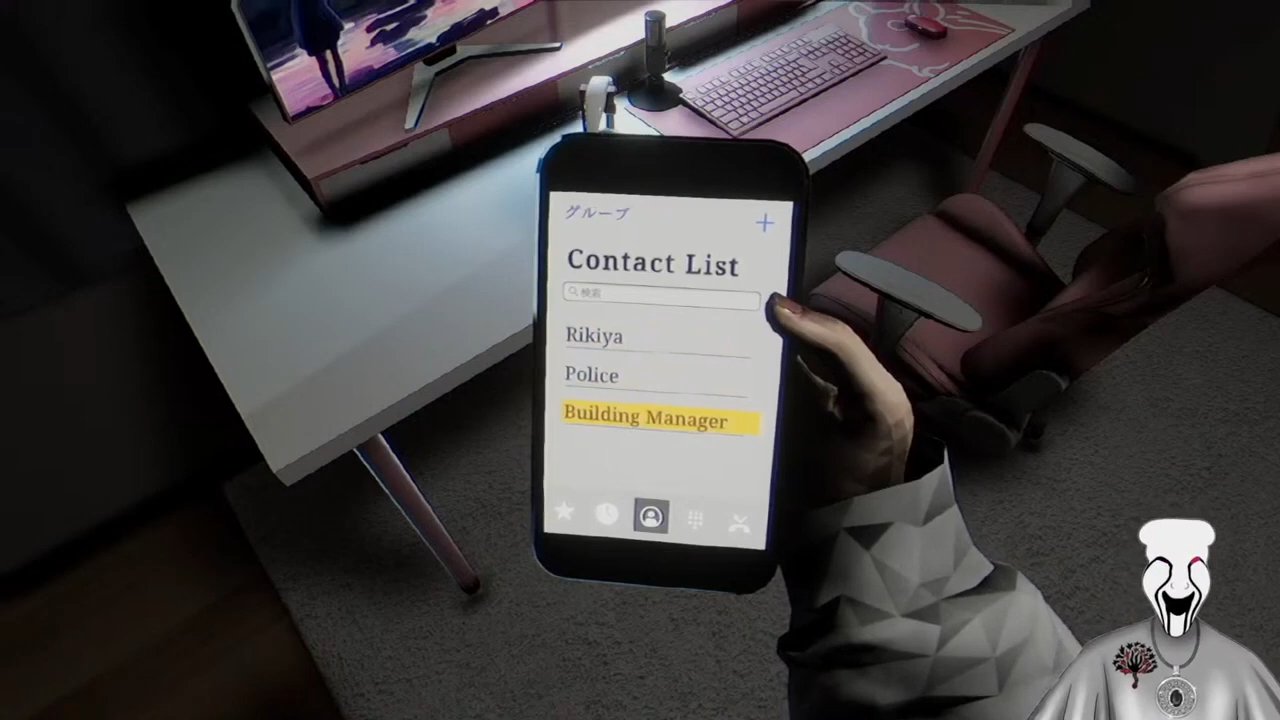 グループ
Contact List
検索
Rikiya
Police
Building Manager